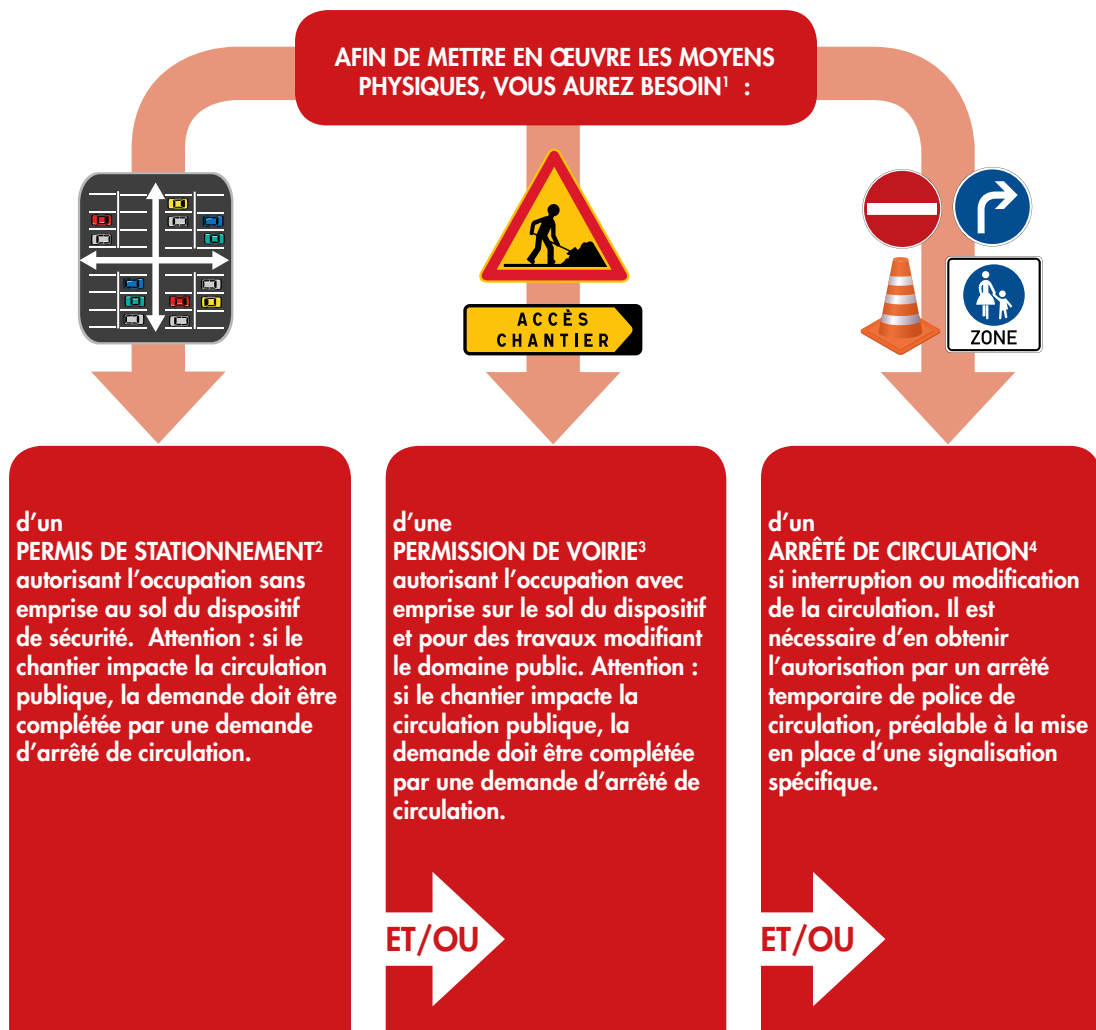 AFIN DE METTRE EN ŒUVRE LES MOYENS
PHYSIQUES, VOUS AUREZ BESOIN¹ :
ACCÈS
CHANTIER
ZONE
d’un
PERMIS DE STATIONNEMENT²
autorisant l’occupation sans
emprise au sol du dispositif
de sécurité. Attention : si le
chantier impacte la circulation
publique, la demande doit être
complétée par une demande
d’arrêté de circulation.
d’une
PERMISSION DE VOIRIE³
autorisant l’occupation avec
emprise sur le sol du dispositif
et pour des travaux modifiant
le domaine public. Attention :
si le chantier impacte la
circulation publique, la
demande doit être complétée
par une demande d’arrêté de
circulation.
ET/OU
d’un
ARRÊTÉ DE CIRCULATION⁴
si interruption ou modification
de la circulation. Il est
nécessaire d’en obtenir
l’autorisation par un arrêté
temporaire de police de
circulation, préalable à la mise
en place d’une signalisation
spécifique.
ET/OU